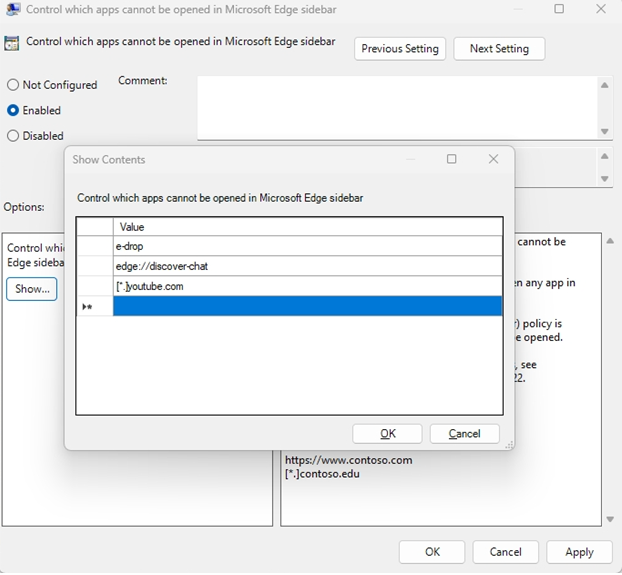 Control which apps cannot be opened in Microsoft Edge sidebar
Control which apps cannot be opened in Microsoft Edge sidebar
Previous Setting
Next Setting
Not Configured
Comment:
Enabled
Disabled
Show Contents
Control which apps cannot be opened in Microsoft Edge sidebar
Value
e-drop
edge://discover-chat
[*.]youtube.com
OK
Cancel
Options:
Control whi
Edge sideba
Show...
cannot be
en any app in
) policy is
e opened.
, see
22.
https://www.contoso.com
[*.]contoso.edu
OK
Cancel
Apply